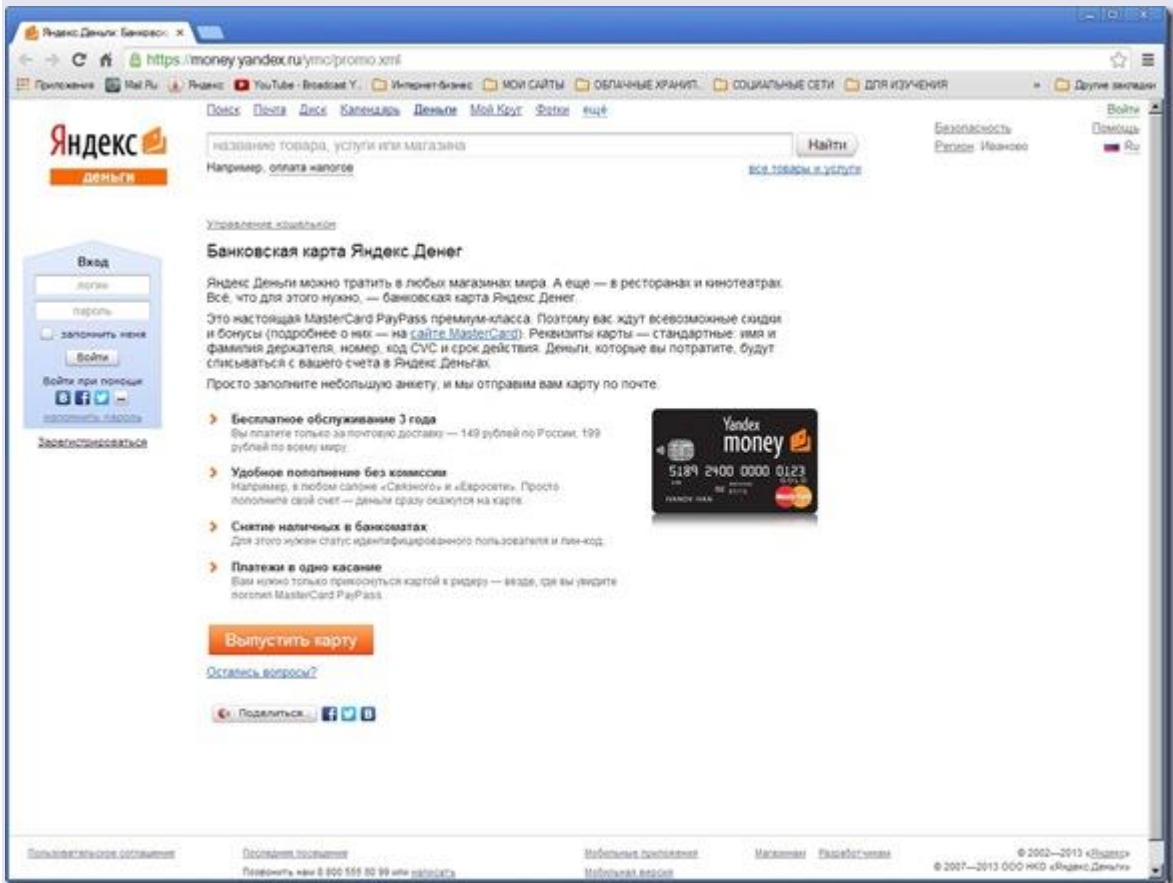 Яндекс.Деньги: Банковск
https://money.yandex.ru/ymc/promo.xml
Приложения Mail.Ru Яндекс YouTube - Broadcast Y... Интернет-бизнес МОИ САЙТЫ ОБЛАЧНЫЕ ХРАНИЛ... СОЦИАЛЬНЫЕ СЕТИ ДЛЯ ИЗУЧЕНИЯ » Другие закладки
Поиск Почта Диск Календарь Деньги Мой Круг Фотки ещё
Войти
Яндекс
деньги
название товара, услуги или магазина
Найти
Например, оплата налогов
все товары и услуги
Безопасность
Помощь
Регион: Иваново
Ru
Управление кошельком
Банковская карта Яндекс.Денег
Вход
логин
пароль
запомнить меня
Войти
Войти при помощи
напомнить пароль
Зарегистрироваться
Яндекс.Деньги можно тратить в любых магазинах мира. А еще — в ресторанах и кинотеатрах.
Всё, что для этого нужно, — банковская карта Яндекс.Денег.
Это настоящая MasterCard PayPass премиум-класса. Поэтому вас ждут всевозможные скидки
и бонусы (подробнее о них — на сайте MasterCard). Реквизиты карты — стандартные: имя и
фамилия держателя, номер, код CVC и срок действия. Деньги, которые вы потратите, будут
списываться с вашего счета в Яндекс.Деньгах.
Просто заполните небольшую анкету, и мы отправим вам карту по почте.
Бесплатное обслуживание 3 года
Вы платите только за почтовую доставку — 149 рублей по России, 199
рублей по всему миру.
Удобное пополнение без комиссии
Например, в любом салоне «Связного» и «Евросети». Просто
пополните свой счет — деньги сразу окажутся на карте.
Снятие наличных в банкоматах
Для этого нужен статус идентифицированного пользователя и пин-код.
Платежи в одно касание
Вам нужно только прикоснуться картой к ридеру — везде, где вы увидите
логотип MasterCard PayPass.
Yandex
money
5189 2400 0000 0123
GOLD
IVANOV IVAN
MasterCard
Выпустить карту
Остались вопросы?
Поделиться...
Пользовательское соглашение
Последнее посещение
Позвонить нам 8 800 555 80 99 или написать
Мобильные приложения
Мобильная версия
Магазинам
Разработчикам
© 2002—2013 «Яндекс»
© 2007—2013 ООО НКО «Яндекс.Деньги»